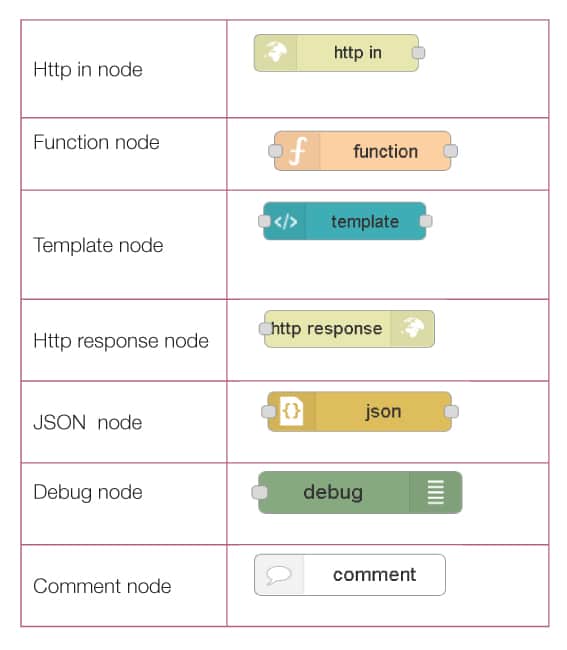 Http in node
http in
Function node
function
Template node
</> template
Http response node
http response
JSON  node
{} json
Debug node
debug
Comment node
comment